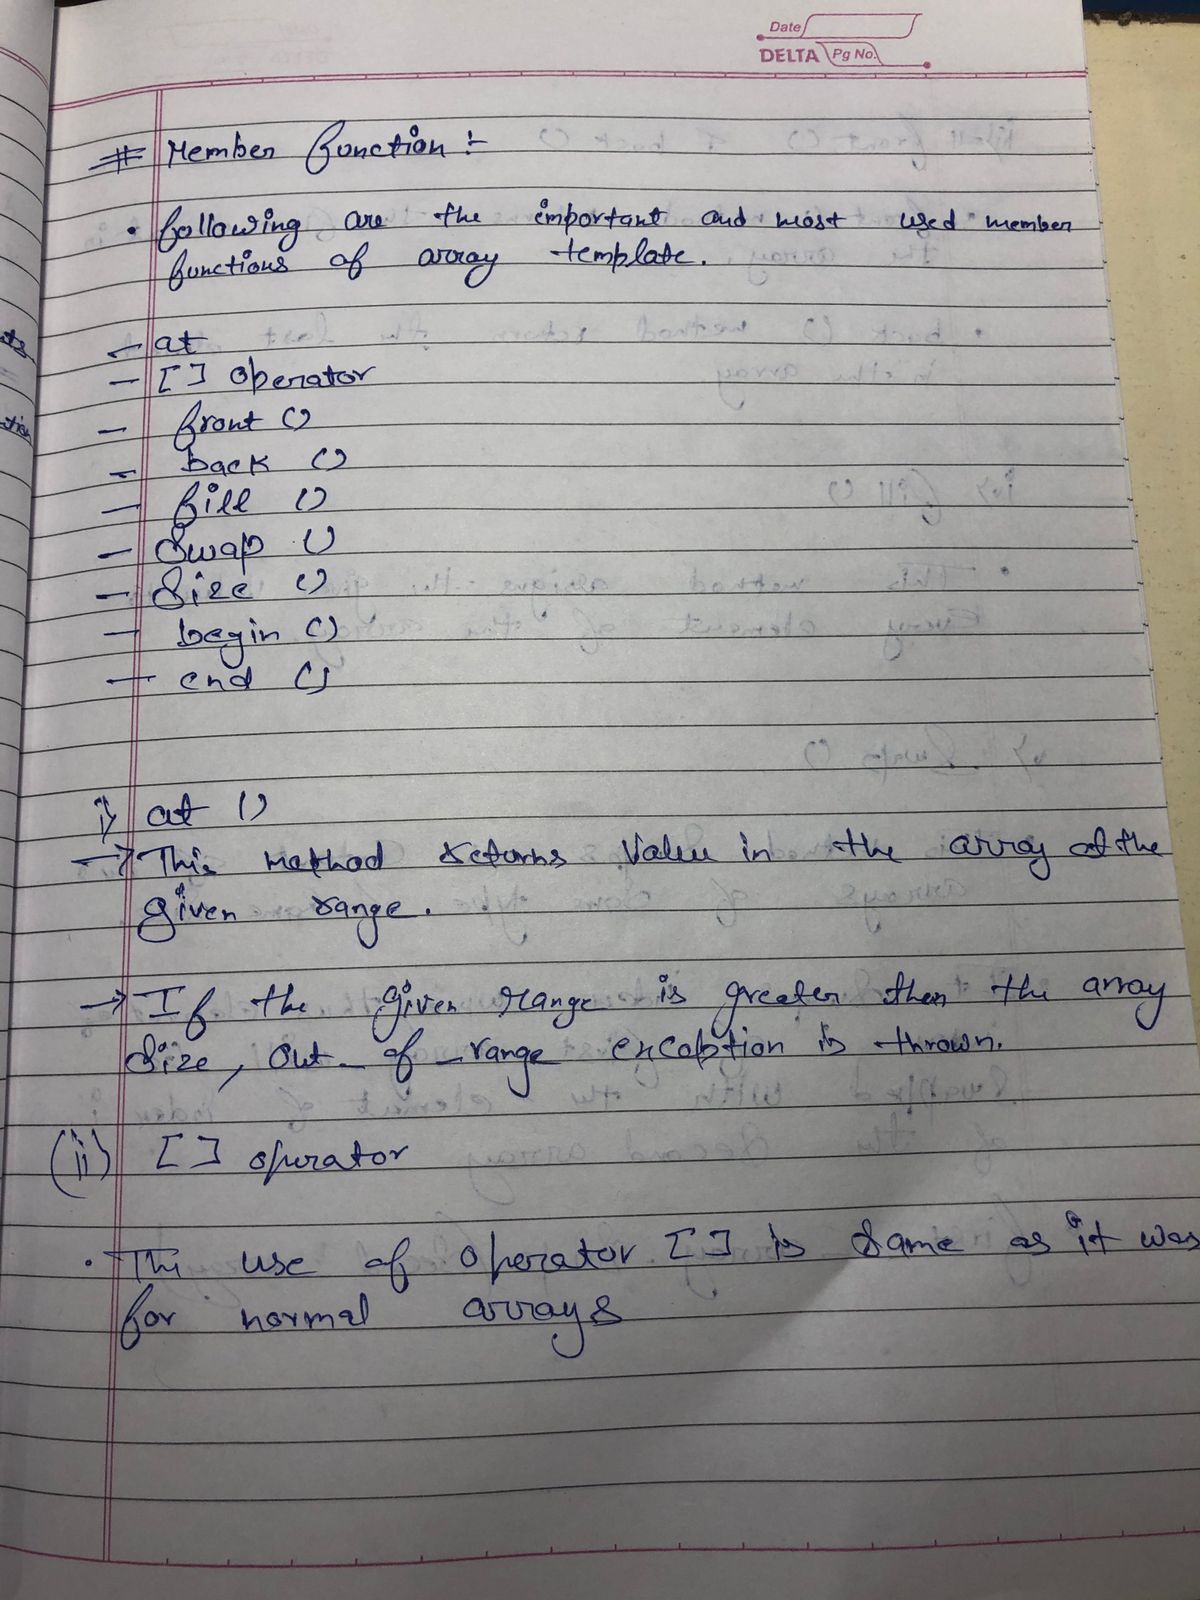 Date
DELTA Pg No.
# Member function :-
• following are the important and most used member
functions of array template.
- at
- [ ] operator
- front ()
- back ()
- fill ()
- Swap ()
- Size ()
- begin ()
- end ()
i) at ()
→ This method returns Value in the array at the
given range.
→ If the given range is greater then the array
Size, out_of_range exception is thrown.
(ii) [ ] operator
• The use of operator [ ] is same as it was
for normal arrays